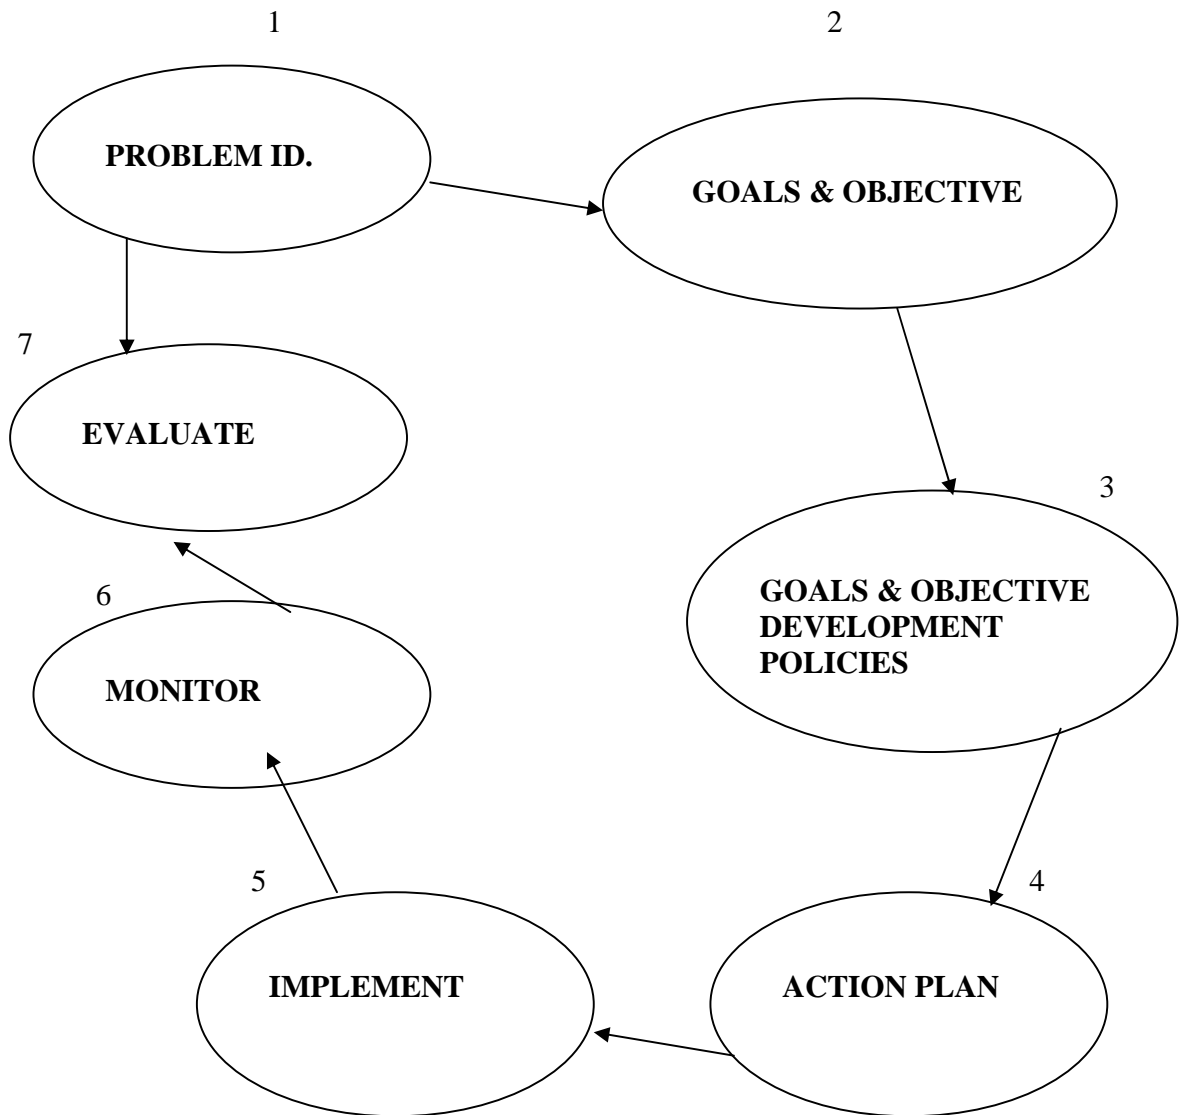 1
2
PROBLEM ID.
GOALS & OBJECTIVE
7
EVALUATE
3
GOALS & OBJECTIVE
DEVELOPMENT
POLICIES
6
MONITOR
5
4
IMPLEMENT
ACTION PLAN